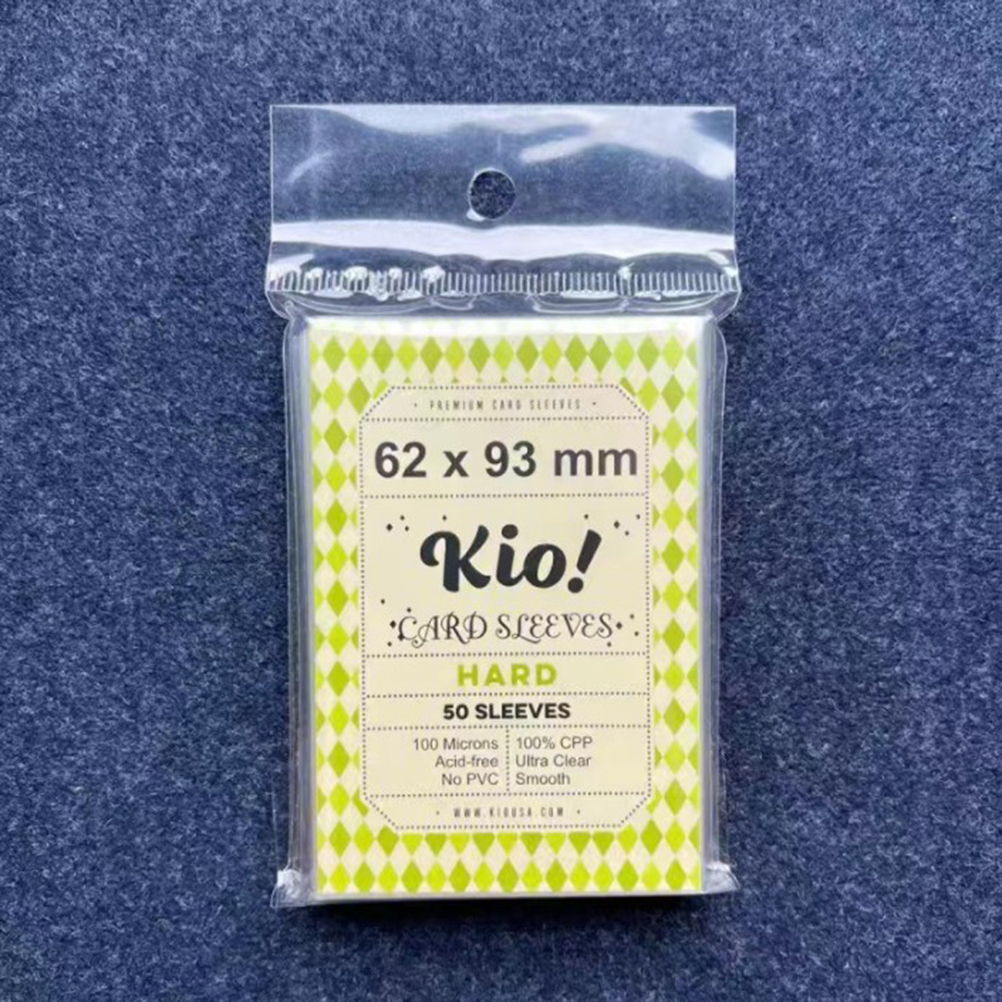 • PREMIUM CARD SLEEVES •
62 x 93 mm
Kio!
CARD SLEEVES
HARD
50 SLEEVES
100 Microns
Acid-free
No PVC
100% CPP
Ultra Clear
Smooth
• WWW.KIOUSA.COM •